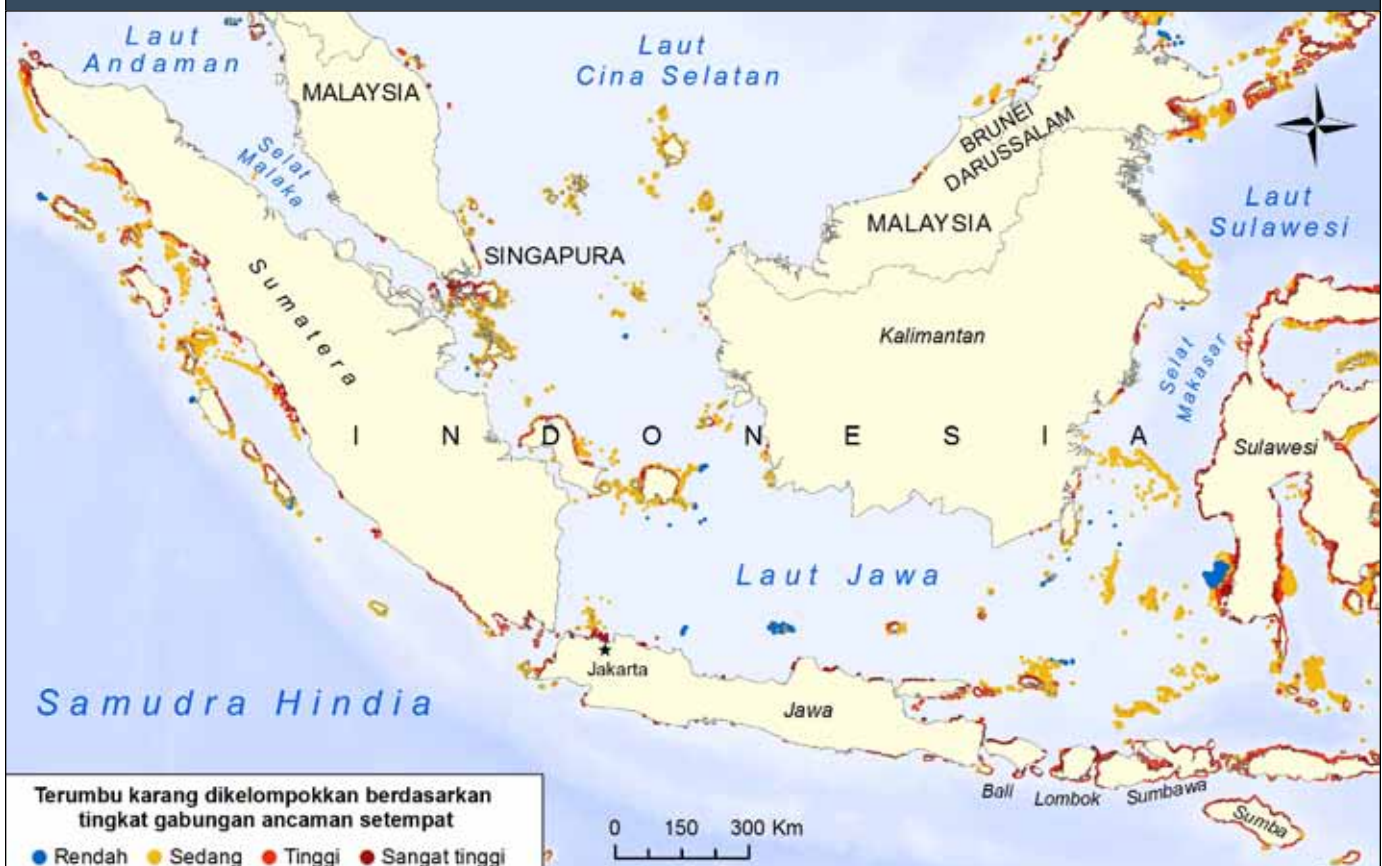 Laut
Andaman
MALAYSIA
Laut
Cina Selatan
Selat
Malaka
BRUNEI
DARUSSALAM
Laut
Sulawesi
MALAYSIA
SINGAPURA
Sumatera
Kalimantan
Selat
Makasar
INDONESIA
Sulawesi
Laut Jawa
Jakarta
Samudra Hindia
Jawa
Bali
Lombok
Sumbawa
Sumba
Terumbu karang dikelompokkan berdasarkan
tingkat gabungan ancaman setempat
Rendah Sedang Tinggi Sangat tinggi
0 150 300 Km